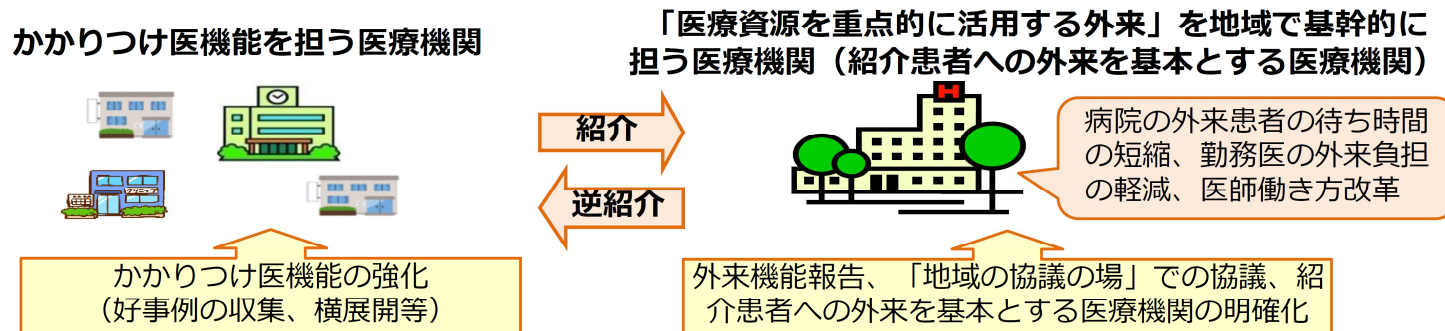 かかりつけ医機能を担う医療機関
「医療資源を重点的に活用する外来」を地域で基幹的に
担う医療機関（紹介患者への外来を基本とする医療機関）
紹介
逆紹介
H
病院の外来患者の待ち時間
の短縮、勤務医の外来負担
の軽減、医師働き方改革
かかりつけ医機能の強化
（好事例の収集、横展開等）
外来機能報告、「地域の協議の場」での協議、紹
介患者への外来を基本とする医療機関の明確化